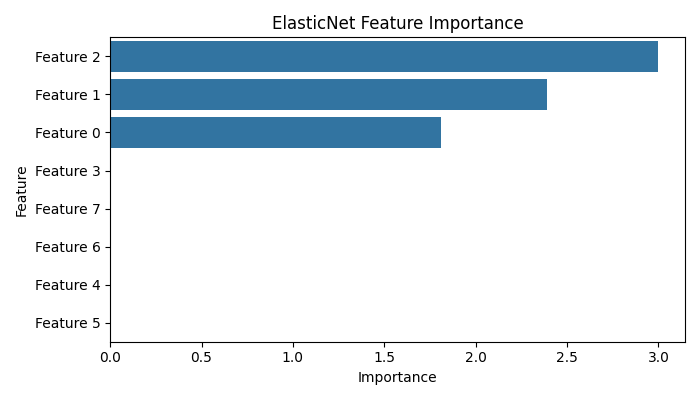 ElasticNet Feature Importance
Feature 2
Feature 1
Feature 0
Feature 3
Feature 7
Feature 6
Feature 4
Feature 5
Feature
0.0 0.5 1.0 1.5 2.0 2.5 3.0
Importance